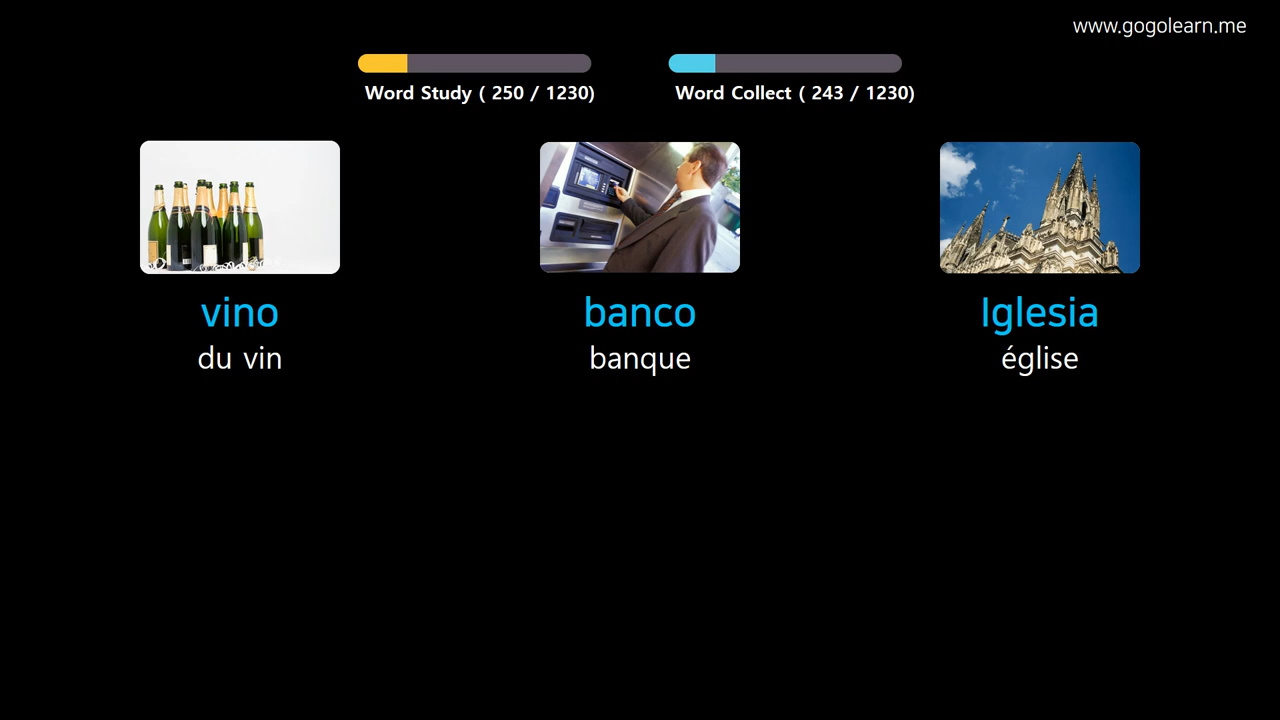 www.gogolearn.me
Word Study ( 250 / 1230)
Word Collect ( 243 / 1230)
vino
du vin
banco
banque
Iglesia
église